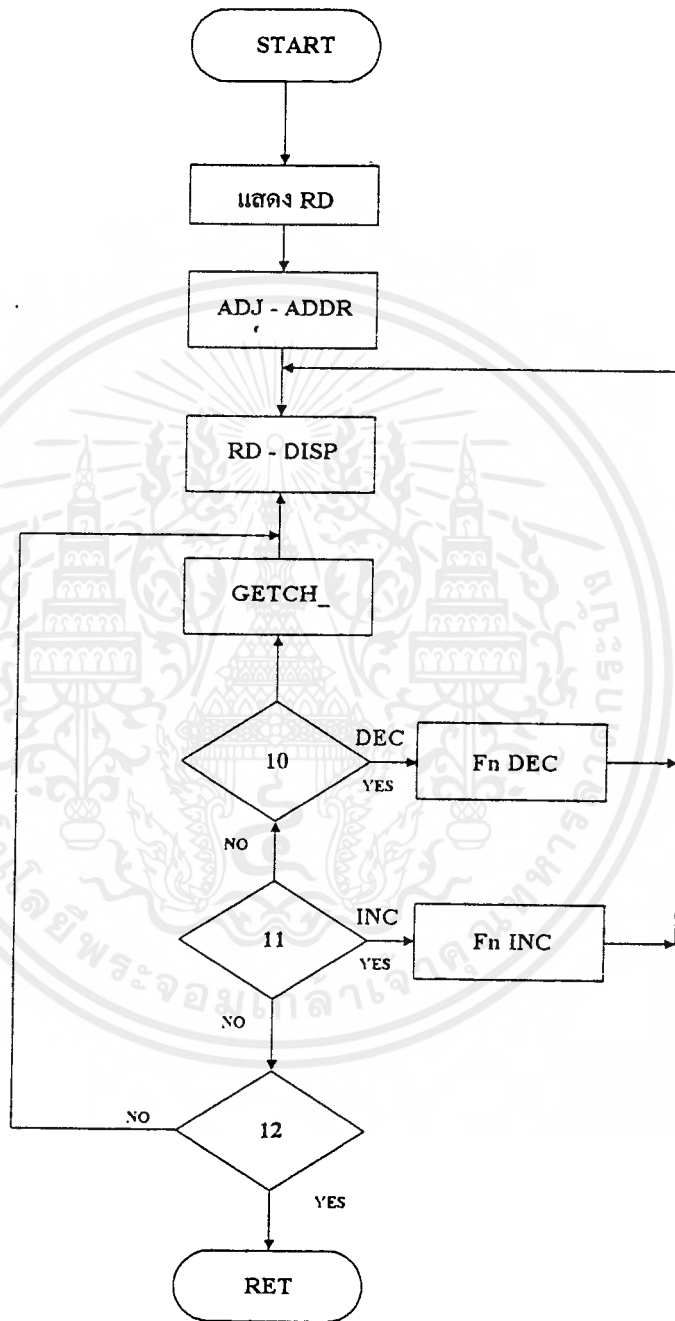 START
แสดง RD
ADJ - ADDR
RD - DISP
GETCH_
10
DEC
YES
Fn DEC
NO
11
INC
YES
Fn INC
NO
12
NO
YES
RET